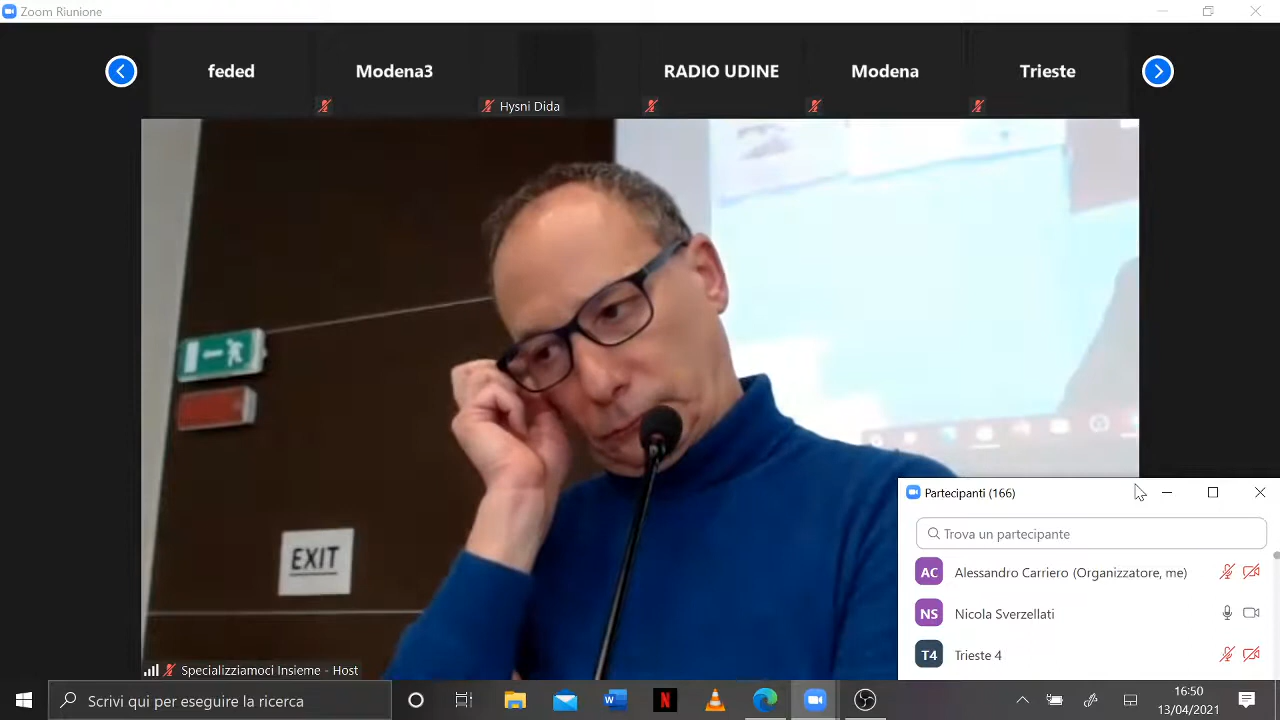 Zoom Riunione
feded
Modena3
RADIO UDINE
Modena
Trieste
Hysni Dida
EXIT
Specializziamoci Insieme - Host
Partecipanti (166)
Trova un partecipante
AC Alessandro Carriero (Organizzatore, me)
NS Nicola Sverzellati
T4 Trieste 4
Scrivi qui per eseguire la ricerca
16:50
13/04/2021